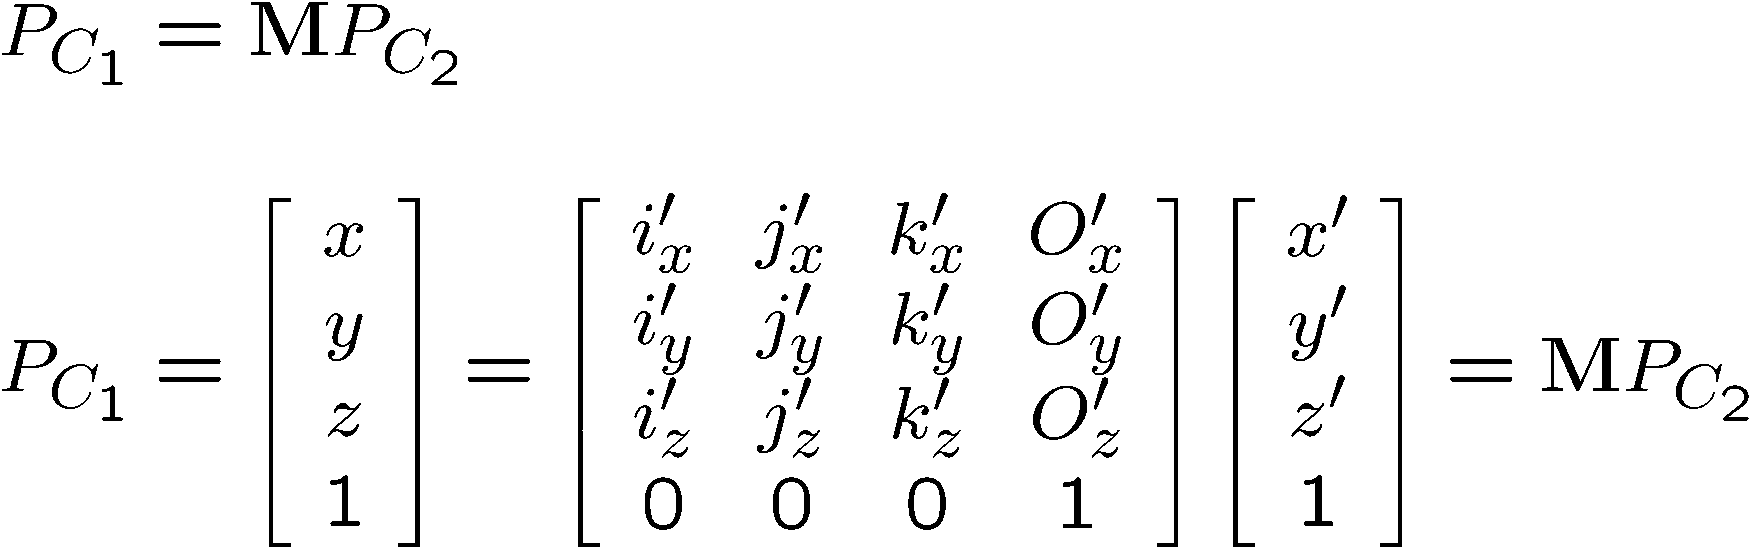 $P_{C_1} = \mathbf{M} P_{C_2}$
$P_{C_1} = \begin{bmatrix} x \\ y \\ z \\ 1 \end{bmatrix} = \begin{bmatrix} i'_x & j'_x & k'_x & O'_x \\ i'_y & j'_y & k'_y & O'_y \\ i'_z & j'_z & k'_z & O'_z \\ 0 & 0 & 0 & 1 \end{bmatrix} \begin{bmatrix} x' \\ y' \\ z' \\ 1 \end{bmatrix} = \mathbf{M} P_{C_2}$